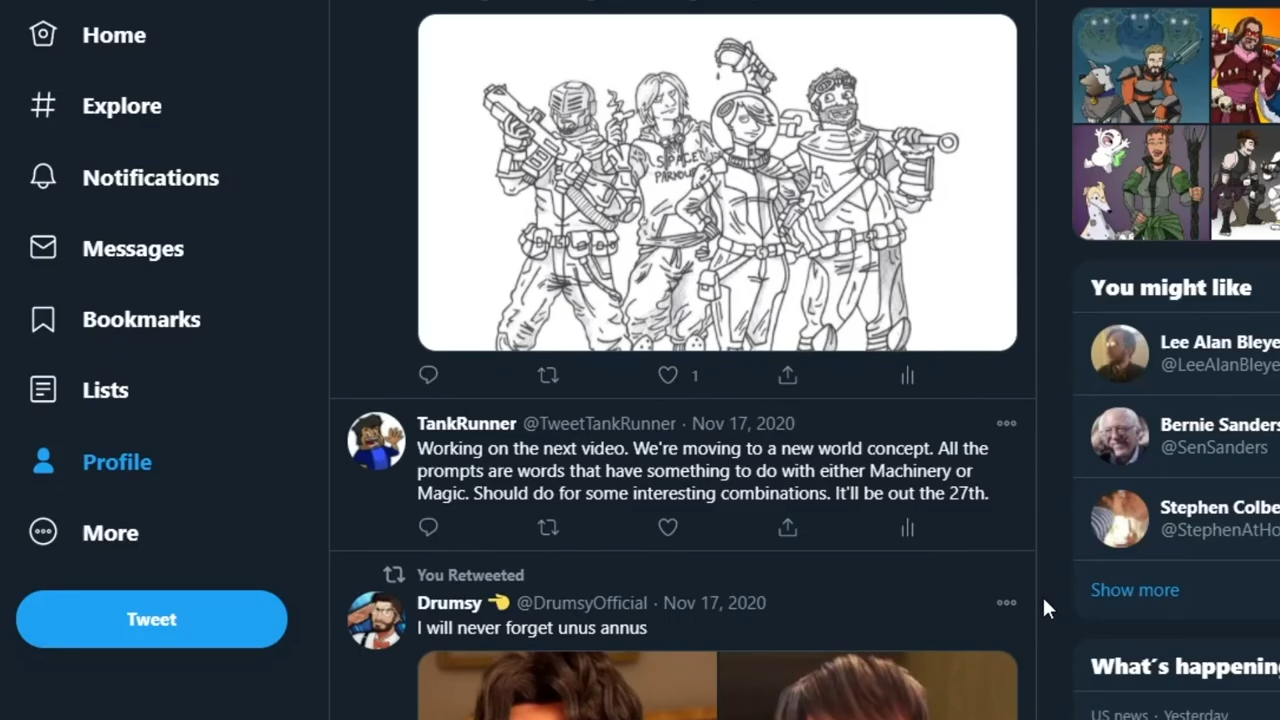 Home
Explore
Notifications
Messages
Bookmarks
Lists
Profile
More
Tweet
SPACE
PARKOUR
1
TankRunner @TweetTankRunner · Nov 17, 2020
Working on the next video. We're moving to a new world concept. All the
prompts are words that have something to do with either Machinery or
Magic. Should do for some interesting combinations. It'll be out the 27th.
You Retweeted
Drumsy 👈 @DrumsyOfficial · Nov 17, 2020
I will never forget unus annus
You might like
Lee Alan Bleye
@LeeAlanBleye
Bernie Sanders
@SenSanders
Stephen Colbe
@StephenAtHo
Show more
What's happening
US news · Yesterday